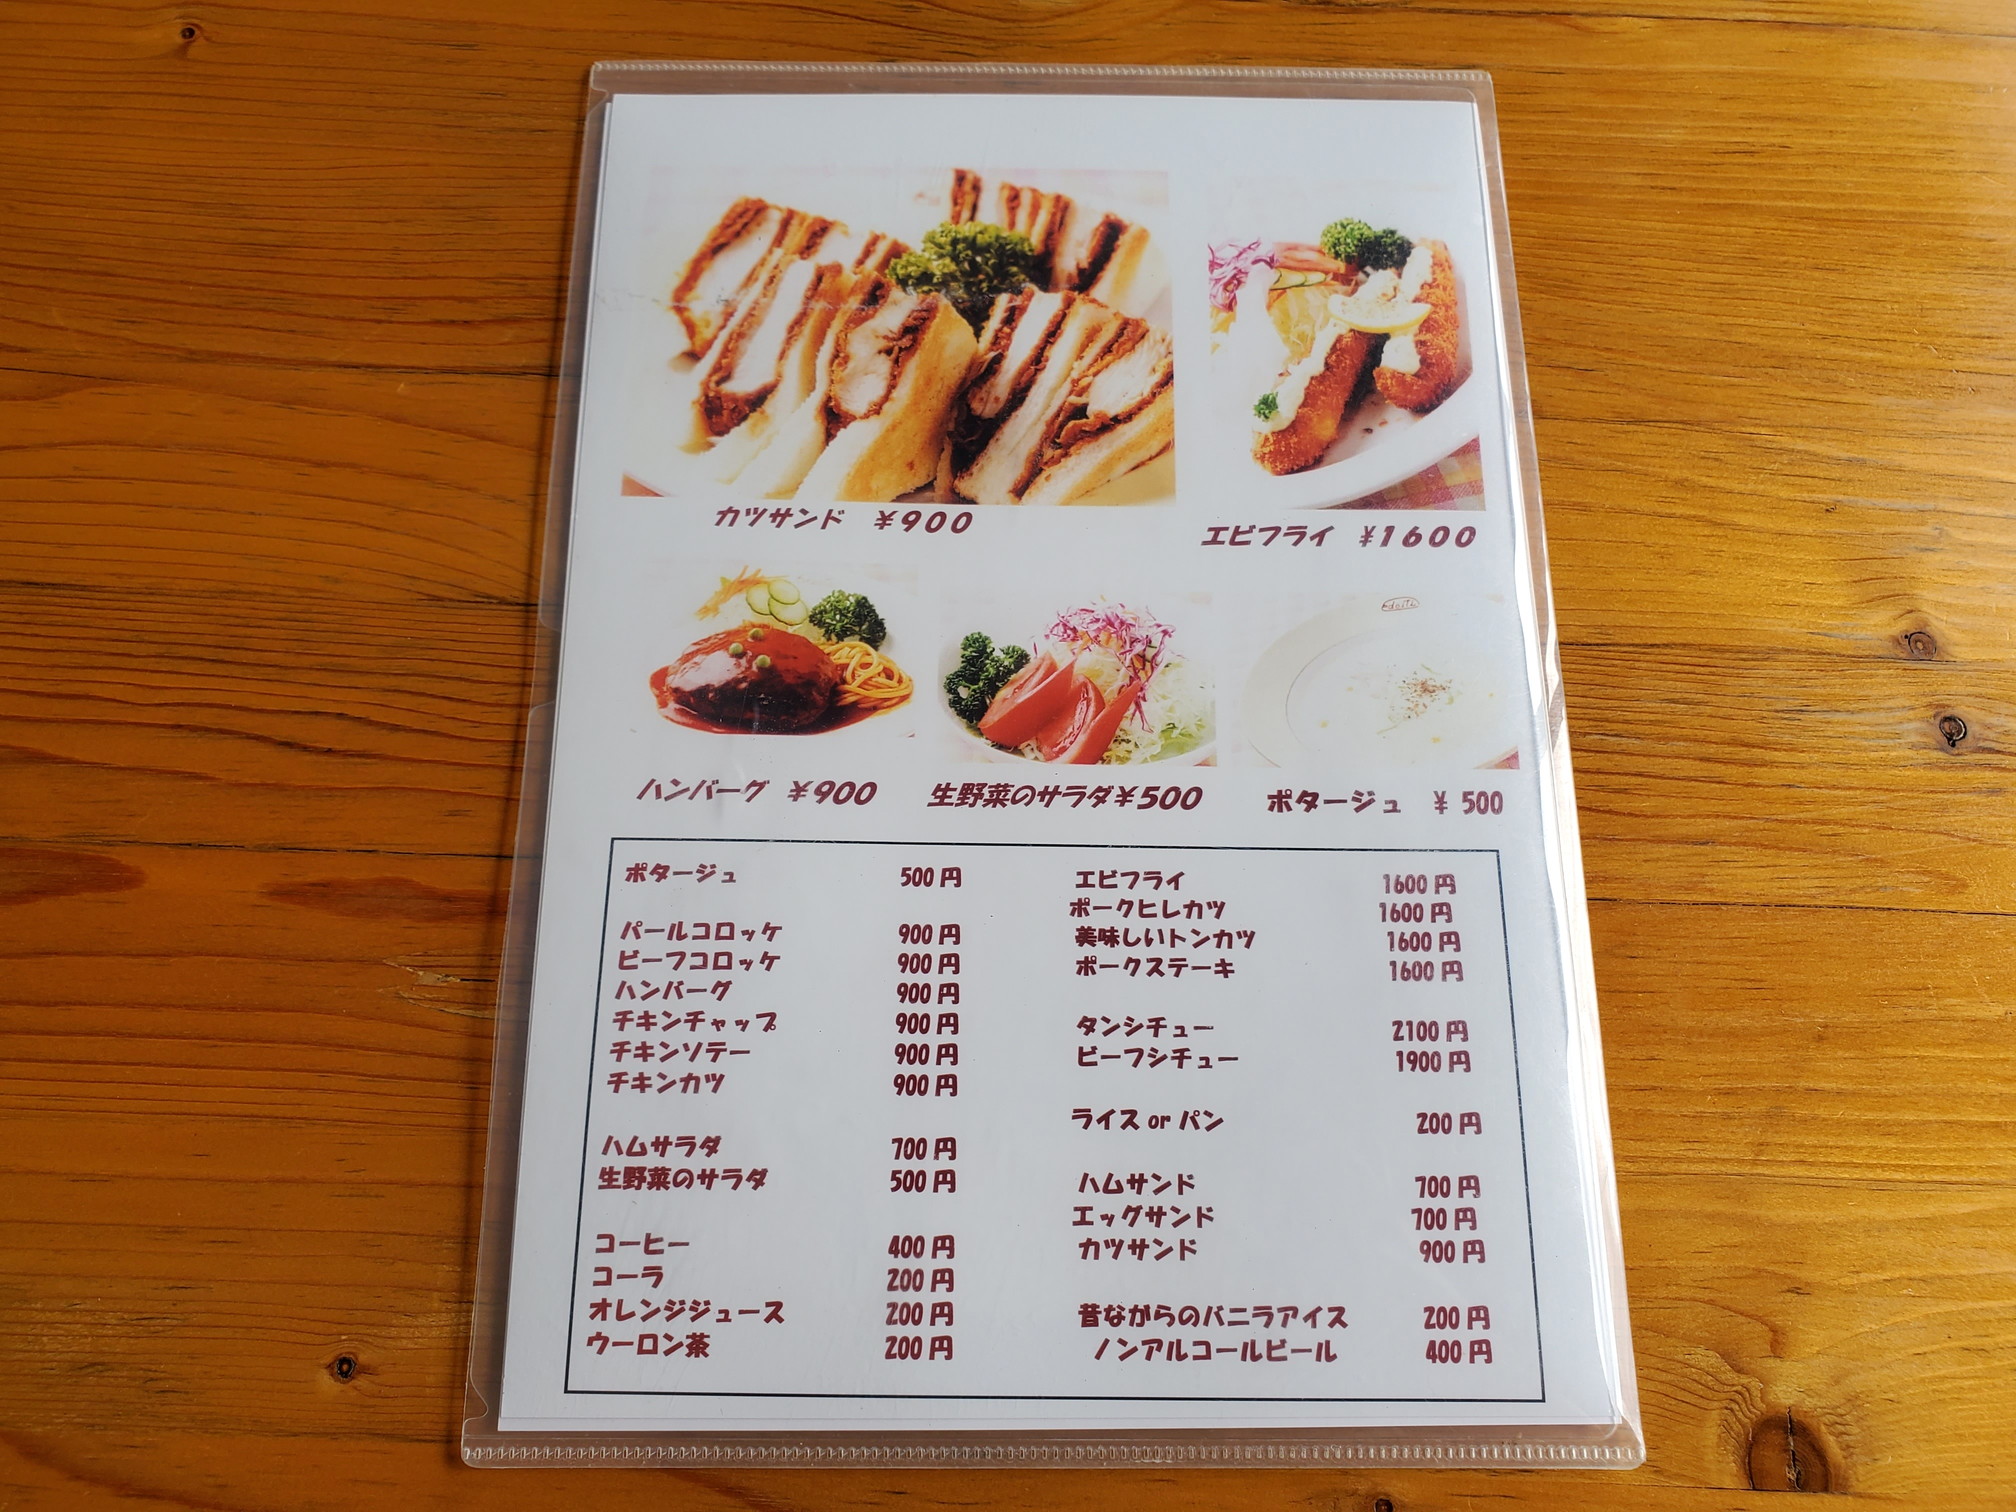 カツサンド ￥900
エビフライ ￥1600
ハンバーグ ￥900
生野菜のサラダ￥500
ポタージュ ￥500
ポタージュ 500円
パールコロッケ 900円
ビーフコロッケ 900円
ハンバーグ 900円
チキンチャップ 900円
チキンソテー 900円
チキンカツ 900円
ハムサラダ 700円
生野菜のサラダ 500円
コーヒー 400円
コーラ 200円
オレンジジュース 200円
ウーロン茶 200円
エビフライ 1600円
ポークヒレカツ 1600円
美味しいトンカツ 1600円
ポークステーキ 1600円
タンシチュー 2100円
ビーフシチュー 1900円
ライス or パン 200円
ハムサンド 700円
エッグサンド 700円
カツサンド 900円
昔ながらのバニラアイス 200円
ノンアルコールビール 400円